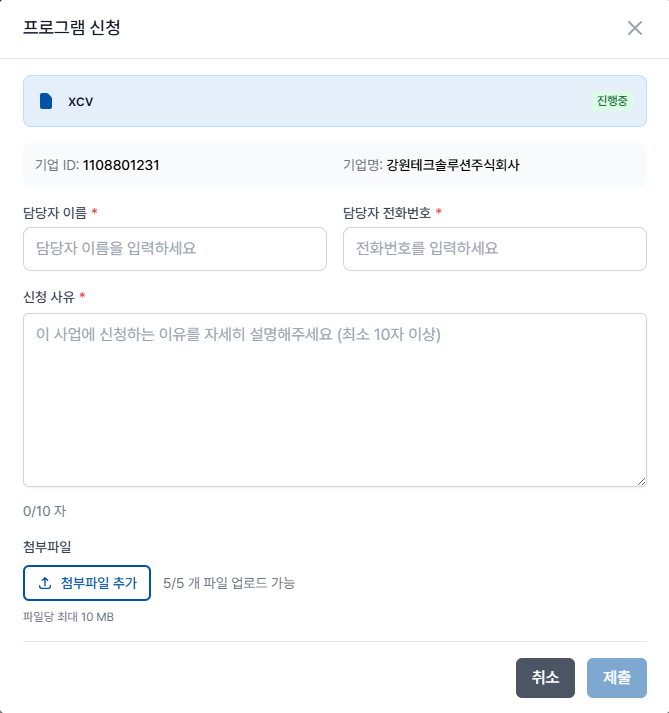 프로그램 신청
xcv 진행중
기업 ID: 1108801231 기업명: 강원테크솔루션주식회사
담당자 이름 * 담당자 전화번호 *
담당자 이름을 입력하세요 전화번호를 입력하세요
신청 사유 *
이 사업에 신청하는 이유를 자세히 설명해주세요 (최소 10자 이상)
0/10 자
첨부파일
첨부파일 추가 5/5 개 파일 업로드 가능
파일당 최대 10 MB
취소 제출